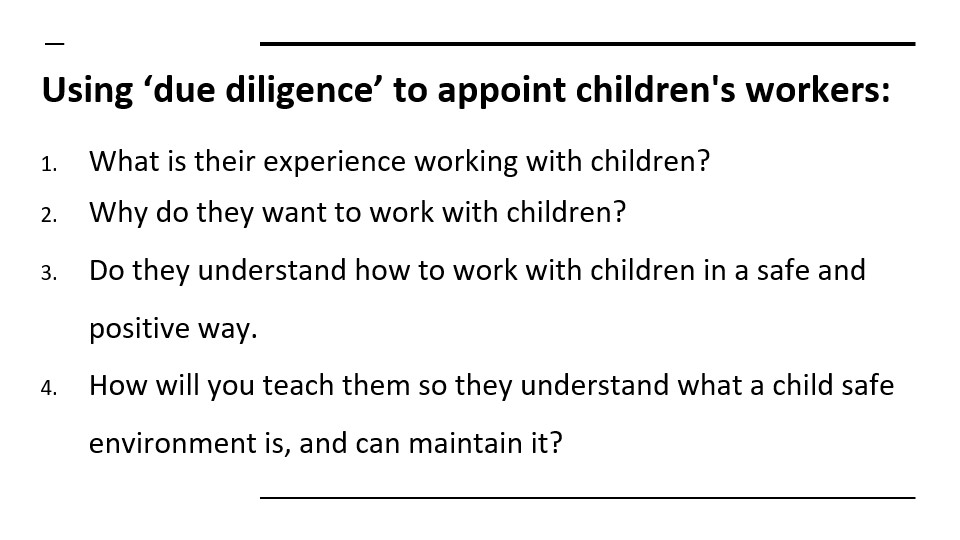 Using ‘due diligence’ to appoint children's workers:
1. What is their experience working with children?
2. Why do they want to work with children?
3. Do they understand how to work with children in a safe and
positive way.
4. How will you teach them so they understand what a child safe
environment is, and can maintain it?